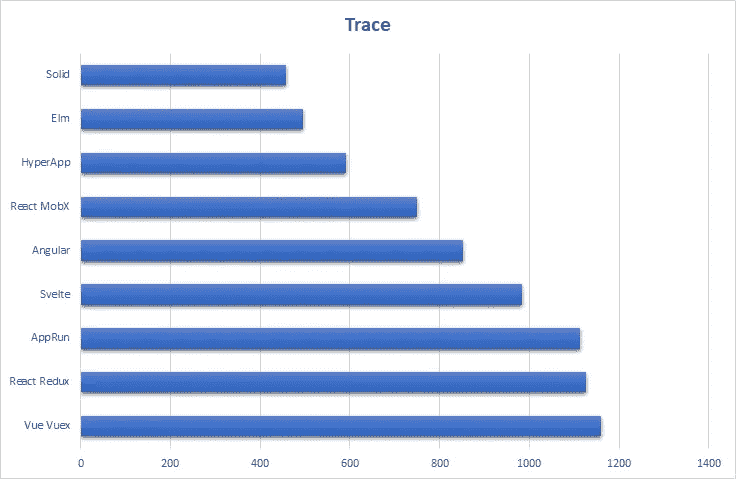 Trace
Solid
Elm
HyperApp
React MobX
Angular
Svelte
AppRun
React Redux
Vue Vuex
0 200 400 600 800 1000 1200 1400